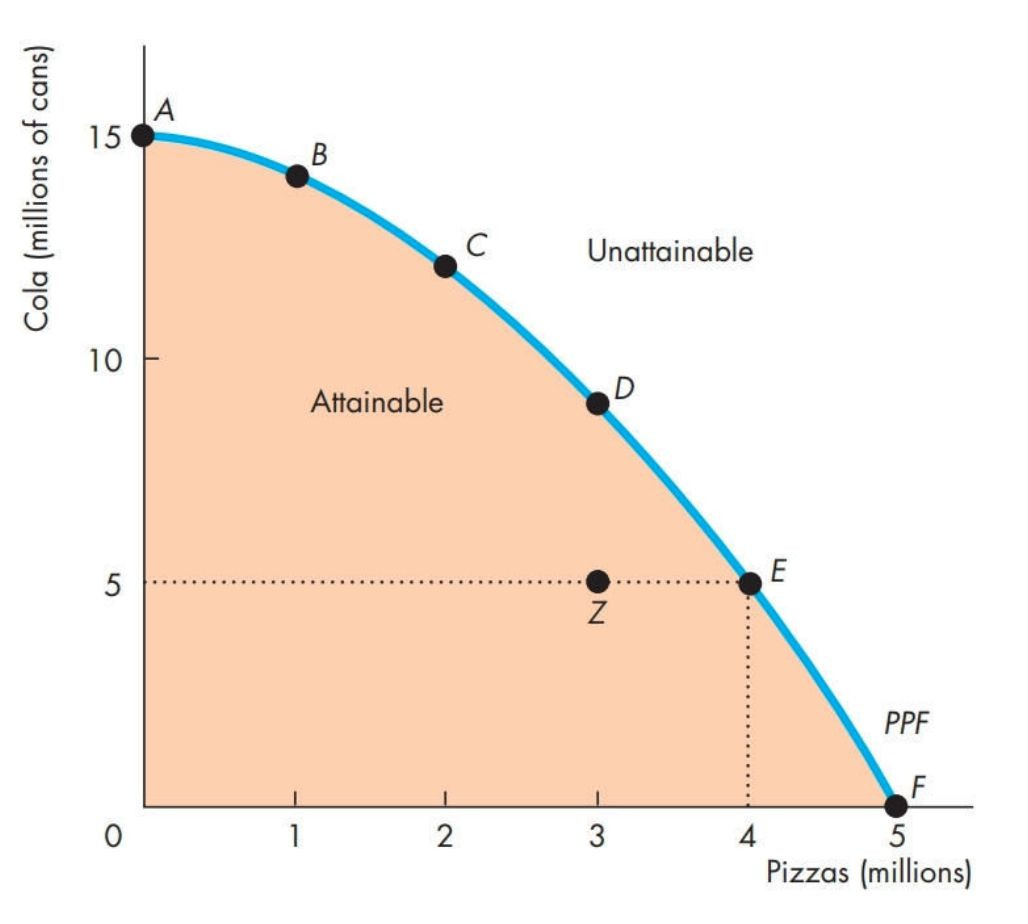 Cola (millions of cans)
15
A
B
C
Unattainable
10
D
Attainable
5
E
Z
PPF
F
0
1
2
3
4
5
Pizzas (millions)